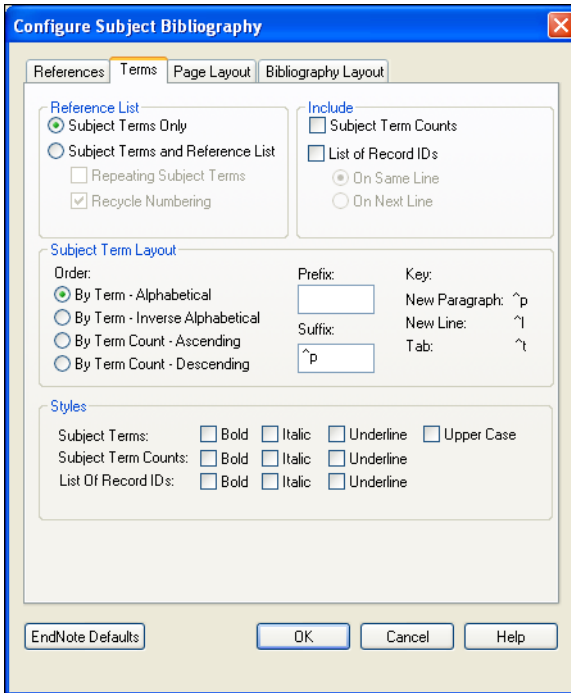 Configure Subject Bibliography
References Terms Page Layout Bibliography Layout
Reference List
Subject Terms Only
Subject Terms and Reference List
Repeating Subject Terms
Recycle Numbering
Include
Subject Term Counts
List of Record IDs
On Same Line
On Next Line
Subject Term Layout
Order:
By Term - Alphabetical
By Term - Inverse Alphabetical
By Term Count - Ascending
By Term Count - Descending
Prefix:
Suffix:
^p
Key:
New Paragraph: ^p
New Line: ^l
Tab: ^t
Styles
Subject Terms: Bold Italic Underline Upper Case
Subject Term Counts: Bold Italic Underline
List Of Record IDs: Bold Italic Underline
EndNote Defaults OK Cancel Help